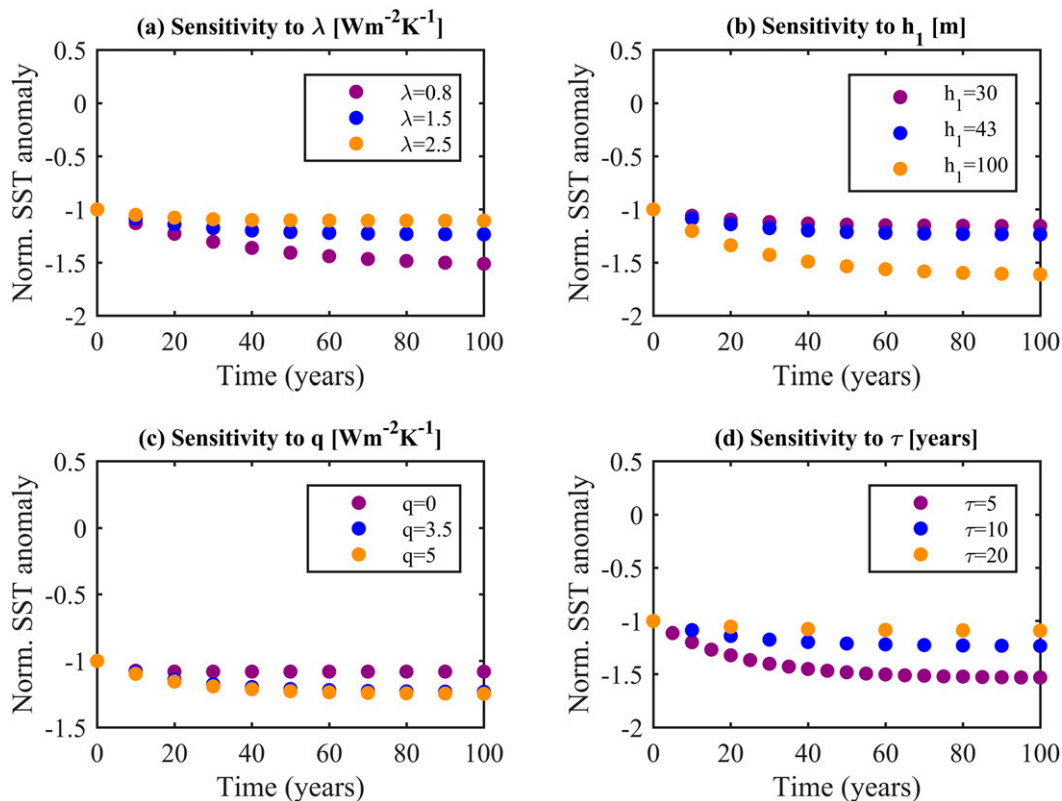 (a) Sensitivity to λ [Wm⁻²K⁻¹]
0.5
0
-0.5
-1
-1.5
-2
Norm. SST anomaly
λ=0.8
λ=1.5
λ=2.5
0 20 40 60 80 100
Time (years)
(b) Sensitivity to h₁ [m]
0.5
0
-0.5
-1
-1.5
-2
Norm. SST anomaly
h₁=30
h₁=43
h₁=100
0 20 40 60 80 100
Time (years)
(c) Sensitivity to q [Wm⁻²K⁻¹]
0.5
0
-0.5
-1
-1.5
Norm. SST anomaly
q=0
q=3.5
q=5
0 20 40 60 80 100
Time (years)
(d) Sensitivity to τ [years]
0.5
0
-0.5
-1
-1.5
-2
Norm. SST anomaly
τ=5
τ=10
τ=20
0 20 40 60 80 100
Time (years)